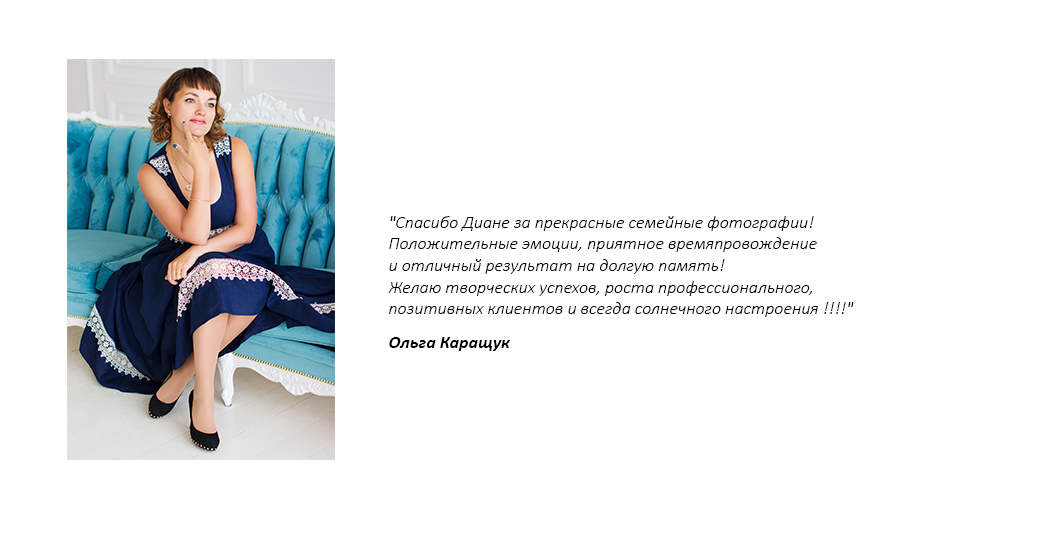 "Спасибо Диане за прекрасные семейные фотографии!
Положительные эмоции, приятное времяпровождение
и отличный результат на долгую память!
Желаю творческих успехов, роста профессионального,
позитивных клиентов и всегда солнечного настроения !!!!"
Ольга Каращук